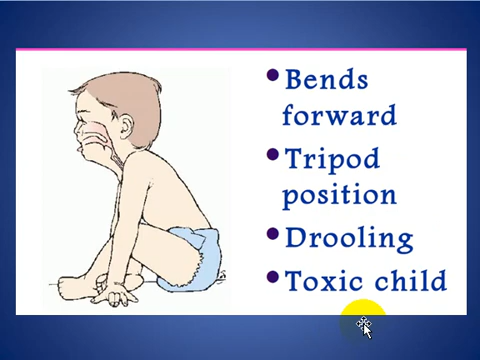 Bends
forward
Tripod
position
Drooling
Toxic child